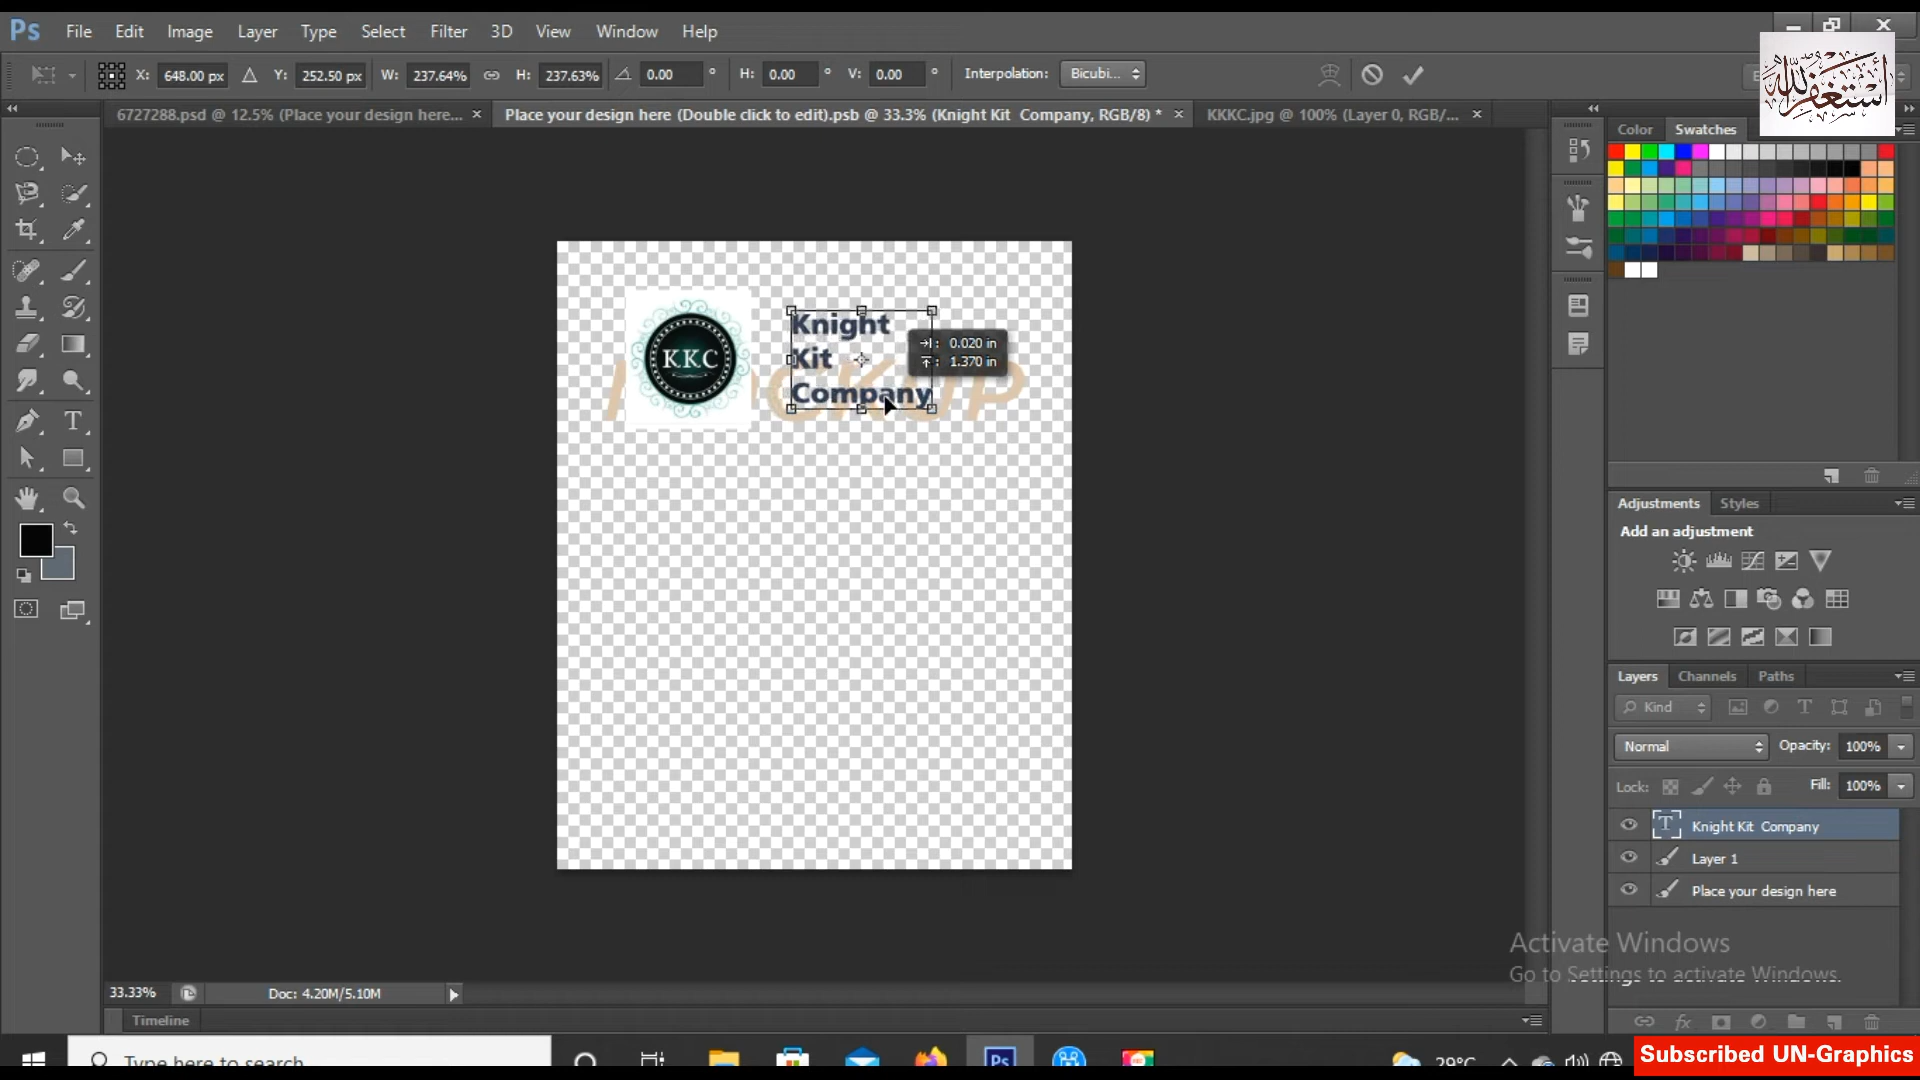 Ps File Edit Image Layer Type Select Filter 3D View Window Help
X: 648.00 px Y: 252.50 px W: 237.64% H: 237.63% 0.00 ° H: 0.00 ° V: 0.00 ° Interpolation: Bicubi...
أستغفر الله
6727288.psd @ 12.5% (Place your design here... × Place your design here (Double click to edit).psb @ 33.3% (Knight Kit Company, RGB/8) * × KKKC.jpg @ 100% (Layer 0, RGB/... ×
Color Swatches
Knight
Kit
Company
KKC
0.020 in
1.370 in
MOCKUP
Adjustments Styles
Add an adjustment
Layers Channels Paths
Kind
Normal Opacity: 100%
Lock: Fill: 100%
Knight Kit Company
Layer 1
Place your design here
Activate Windows
Go to Settings to activate Windows.
33.33% Doc: 4.20M/5.10M
Timeline
Type here to search
Ps
29°C
Subscribed UN-Graphics